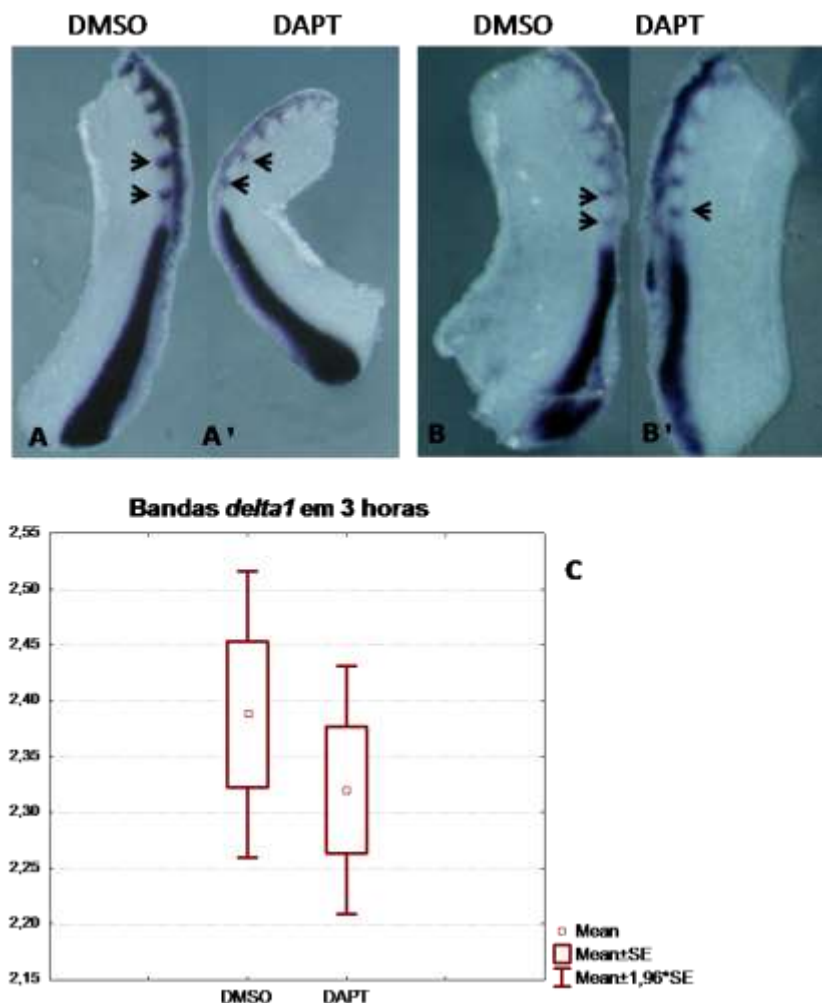 DMSO DAPT DMSO DAPT
A A' B B'
Bandas delta1 em 3 horas
C
2,55
2,50
2,45
2,40
2,35
2,30
2,25
2,20
2,15
DMSO DAPT
Mean
Mean±SE
Mean±1,96*SE